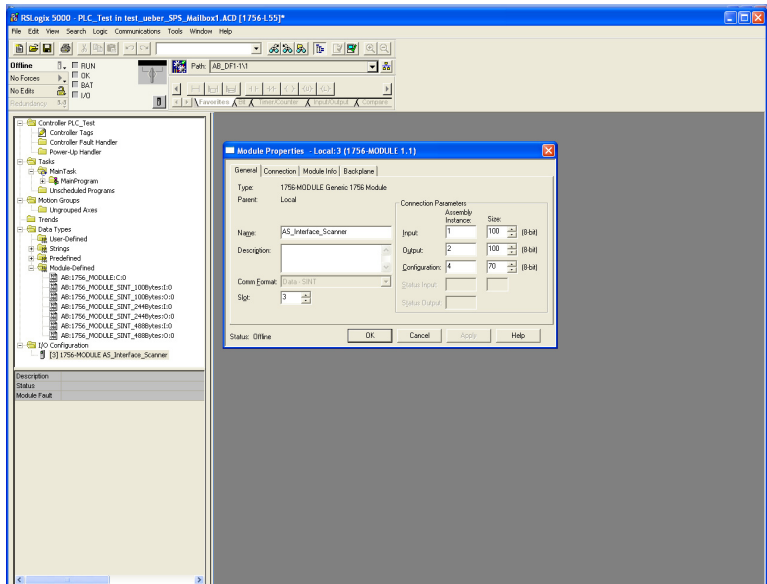 RSLogix 5000 - PLC_Test in test_ueber_SPS_Mailbox1.ACD [1756-L55]*
File Edit View Search Logic Communications Tools Window Help
Offline
RUN
Path: AB_DF1-1\1
No Forces
OK
No Edits
BAT
Redundancy
I/O
Favorites Bit Timer/Counter Input/Output Compare
Controller PLC_Test
Controller Tags
Controller Fault Handler
Power-Up Handler
Tasks
MainTask
MainProgram
Unscheduled Programs
Motion Groups
Ungrouped Axes
Trends
Data Types
User-Defined
Strings
Predefined
Module-Defined
AB:1756_MODULE:C:0
AB:1756_MODULE_SINT_100Bytes:I:0
AB:1756_MODULE_SINT_100Bytes:O:0
AB:1756_MODULE_SINT_244Bytes:I:0
AB:1756_MODULE_SINT_244Bytes:O:0
AB:1756_MODULE_SINT_488Bytes:I:0
AB:1756_MODULE_SINT_488Bytes:O:0
I/O Configuration
[3] 1756-MODULE AS_Interface_Scanner
Description
Status
Module Fault
Module Properties - Local:3 (1756-MODULE 1.1)
General Connection Module Info Backplane
Type: 1756-MODULE Generic 1756 Module
Parent: Local
Connection Parameters
Assembly
Instance: Size:
Name: AS_Interface_Scanner
Input: 1 100 (8-bit)
Description:
Output: 2 100 (8-bit)
Configuration: 4 70 (8-bit)
Comm Format: Data - SINT
Status Input:
Slot: 3
Status Output:
Status: Offline
OK Cancel Apply Help